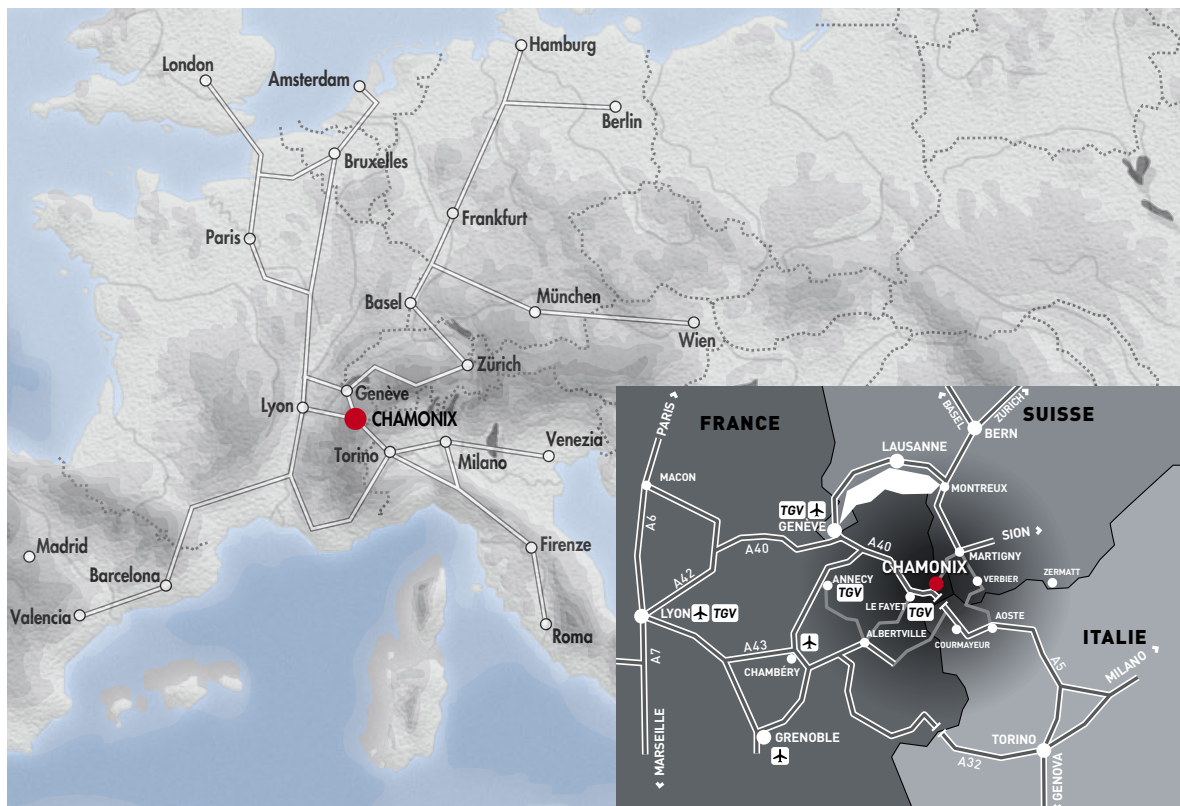 Hamburg
London
Amsterdam
Berlin
Bruxelles
Frankfurt
Paris
München
Basel
Wien
Zürich
Genève
Lyon
CHAMONIX
Torino
Milano
Venezia
Madrid
Firenze
Barcelona
Valencia
Roma
FRANCE
SUISSE
ITALIE
PARIS
BASEL
ZÜRICH
BERN
LAUSANNE
MACON
MONTREUX
TGV
GENÈVE
A6
A40
A40
SION
MARTIGNY
CHAMONIX
A42
ANNECY
TGV
VERBIER
ZERMATT
LE FAYET
TGV
LYON TGV
AOSTE
ALBERTVILLE
COURMAYEUR
A43
A7
CHAMBÉRY
A5
MILANO
MARSEILLE
GRENOBLE
TORINO
A32
GENOVA